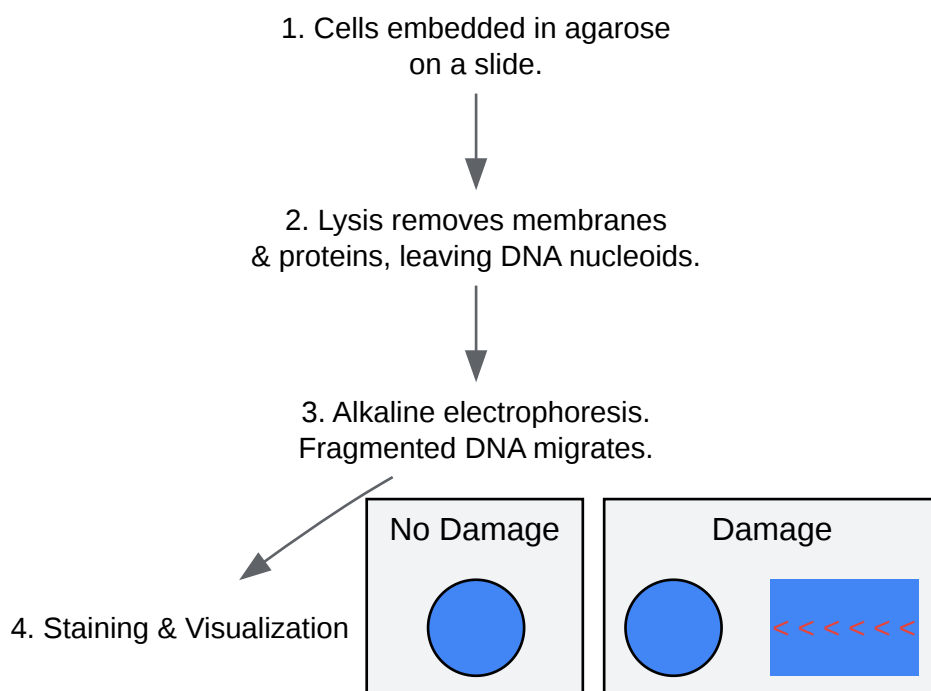 1. Cells embedded in agarose
on a slide.
2. Lysis removes membranes
& proteins, leaving DNA nucleoids.
3. Alkaline electrophoresis.
Fragmented DNA migrates.
No Damage
Damage
4. Staining & Visualization
< < < < < <